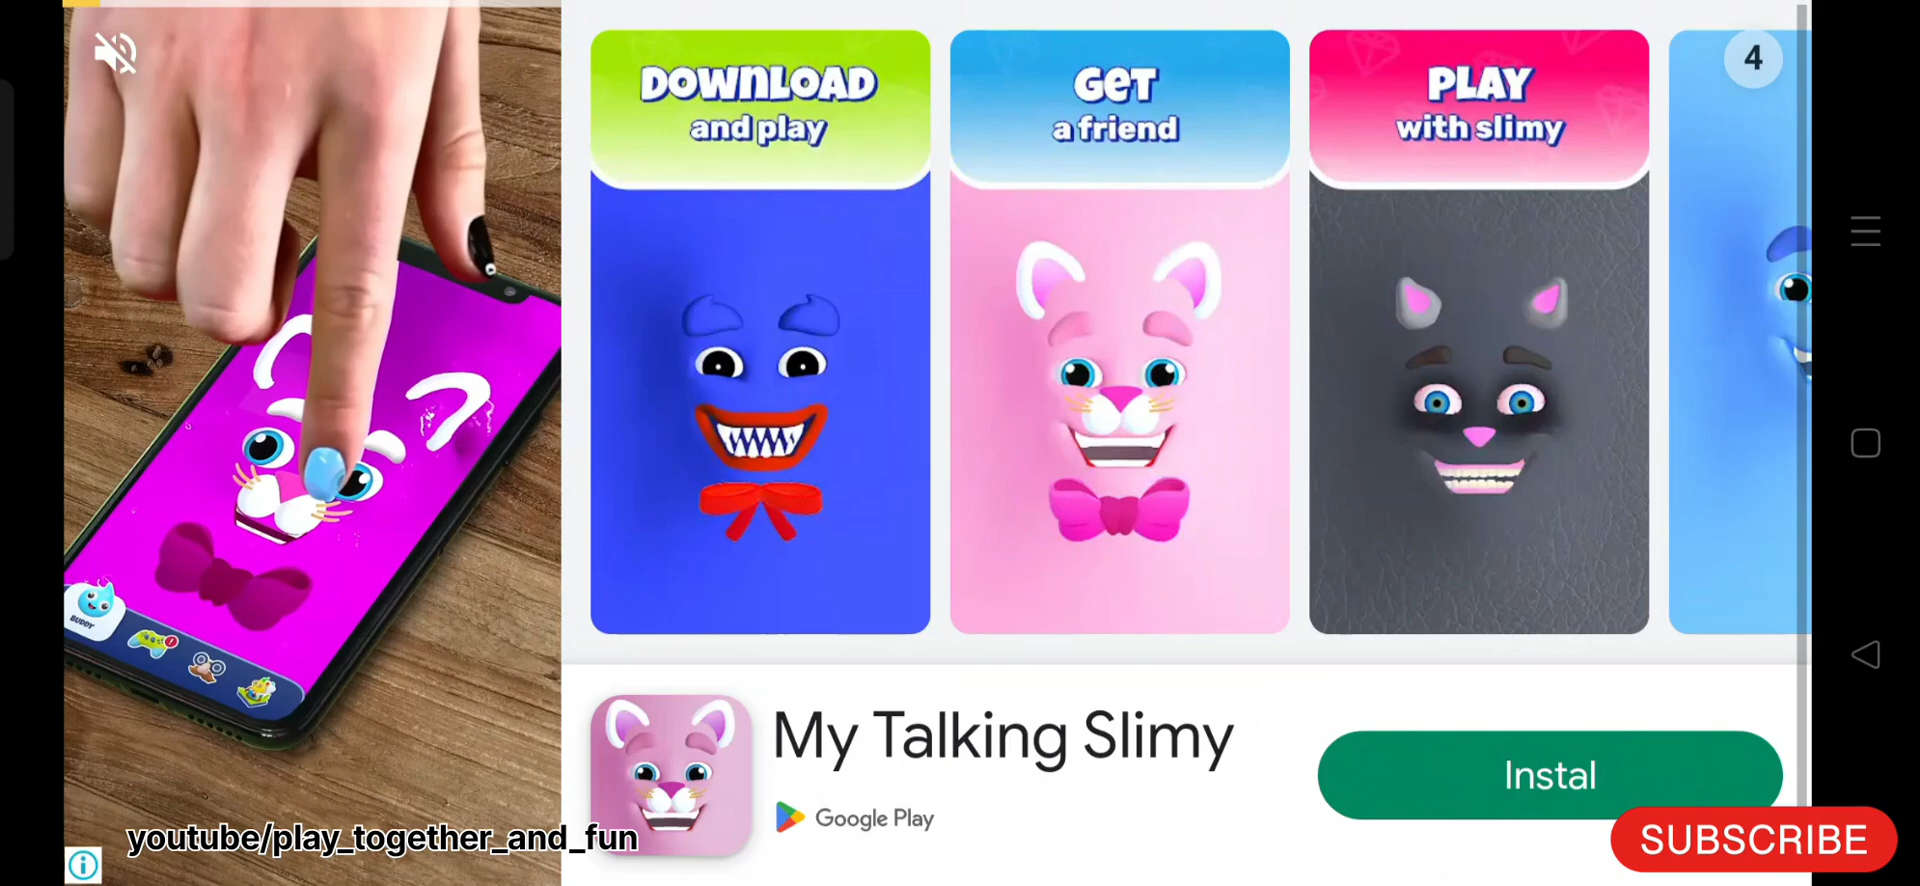 DOWNLOAD
and play
GET
a friend
PLAY
with slimy
4
BUDDY
My Talking Slimy
Google Play
Instal
youtube/play_together_and_fun
SUBSCRIBE